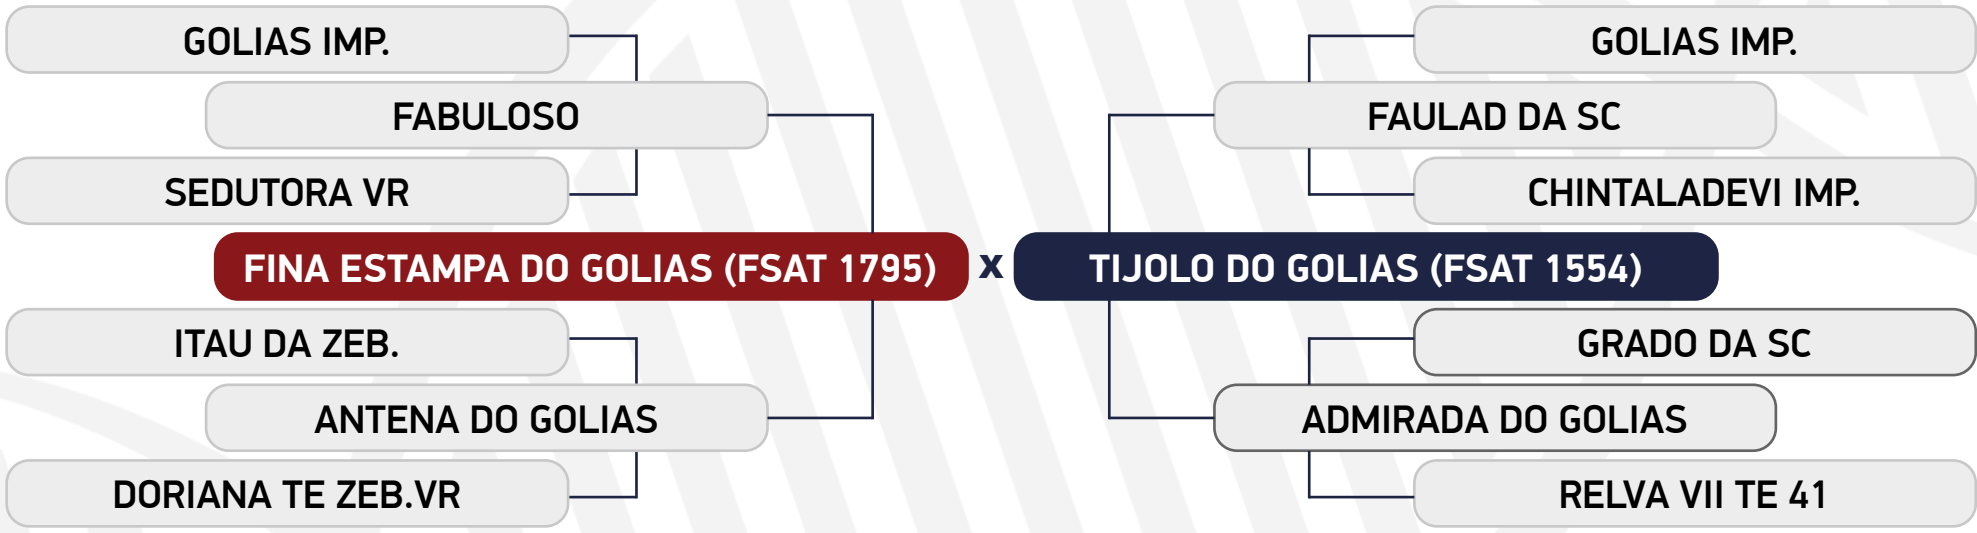 GOLIAS IMP.
GOLIAS IMP.
FABULOSO
FAULAD DA SC
SEDUTORA VR
CHINTALADEVI IMP.
FINA ESTAMPA DO GOLIAS (FSAT 1795) x TIJOLO DO GOLIAS (FSAT 1554)
ITAU DA ZEB.
GRADO DA SC
ANTENA DO GOLIAS
ADMIRADA DO GOLIAS
DORIANA TE ZEB.VR
RELVA VII TE 41